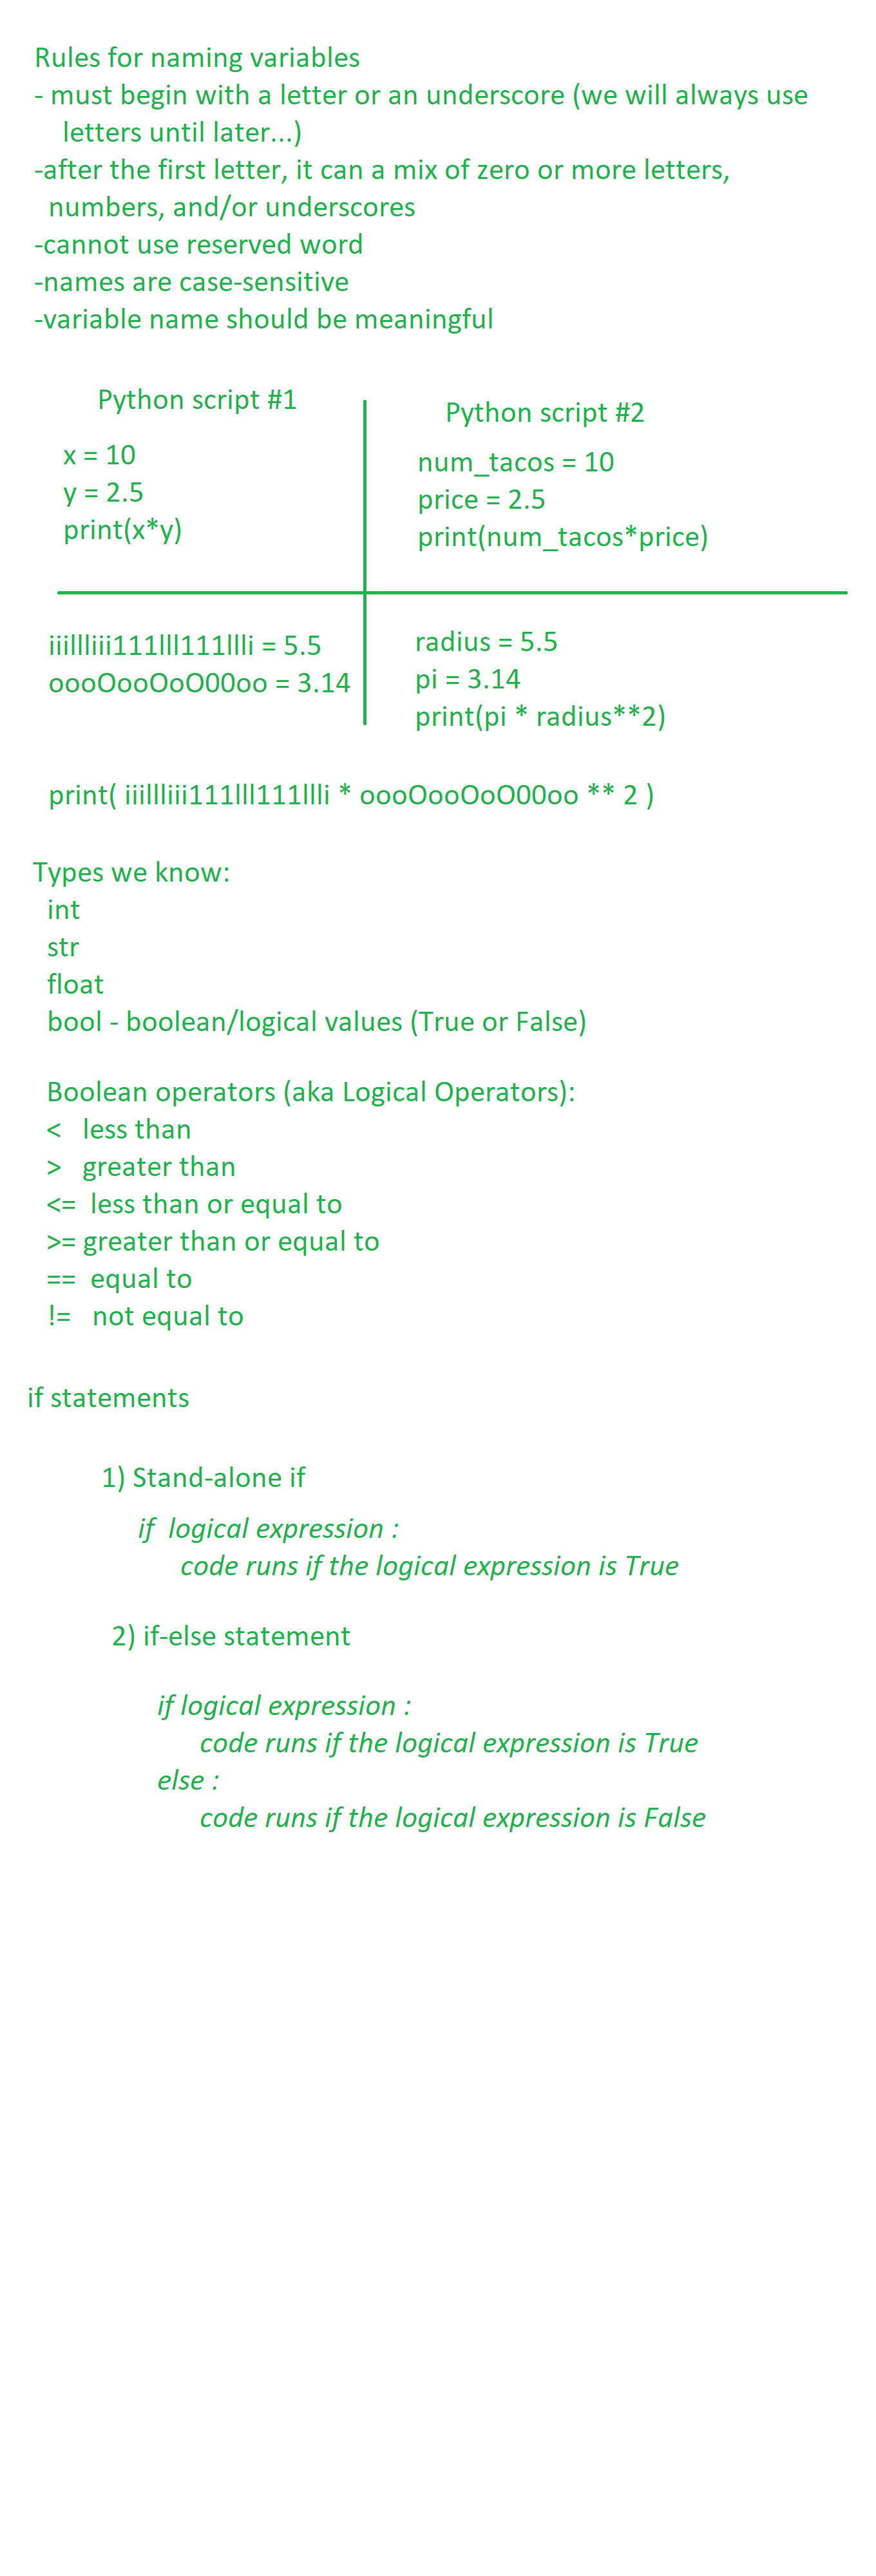 Rules for naming variables
- must begin with a letter or an underscore (we will always use
letters until later...)
-after the first letter, it can a mix of zero or more letters,
numbers, and/or underscores
-cannot use reserved word
-names are case-sensitive
-variable name should be meaningful
Python script #1
x = 10
y = 2.5
print(x*y)
Python script #2
num_tacos = 10
price = 2.5
print(num_tacos*price)
iiillliii111lll111llli = 5.5
oooOooOoO00oo = 3.14
radius = 5.5
pi = 3.14
print(pi * radius**2)
print( iiillliii111lll111llli * oooOooOoO00oo ** 2 )
Types we know:
int
str
float
bool - boolean/logical values (True or False)
Boolean operators (aka Logical Operators):
< less than
> greater than
<= less than or equal to
>= greater than or equal to
== equal to
!= not equal to
if statements
1) Stand-alone if
if logical expression :
code runs if the logical expression is True
2) if-else statement
if logical expression :
code runs if the logical expression is True
else :
code runs if the logical expression is False